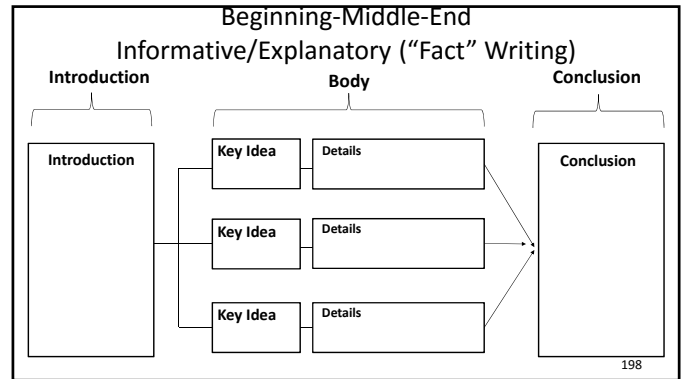 Beginning-Middle-End
Informative/Explanatory (“Fact” Writing)
Introduction
Body
Conclusion
Introduction
Key Idea
Details
Key Idea
Details
Key Idea
Details
Conclusion
198